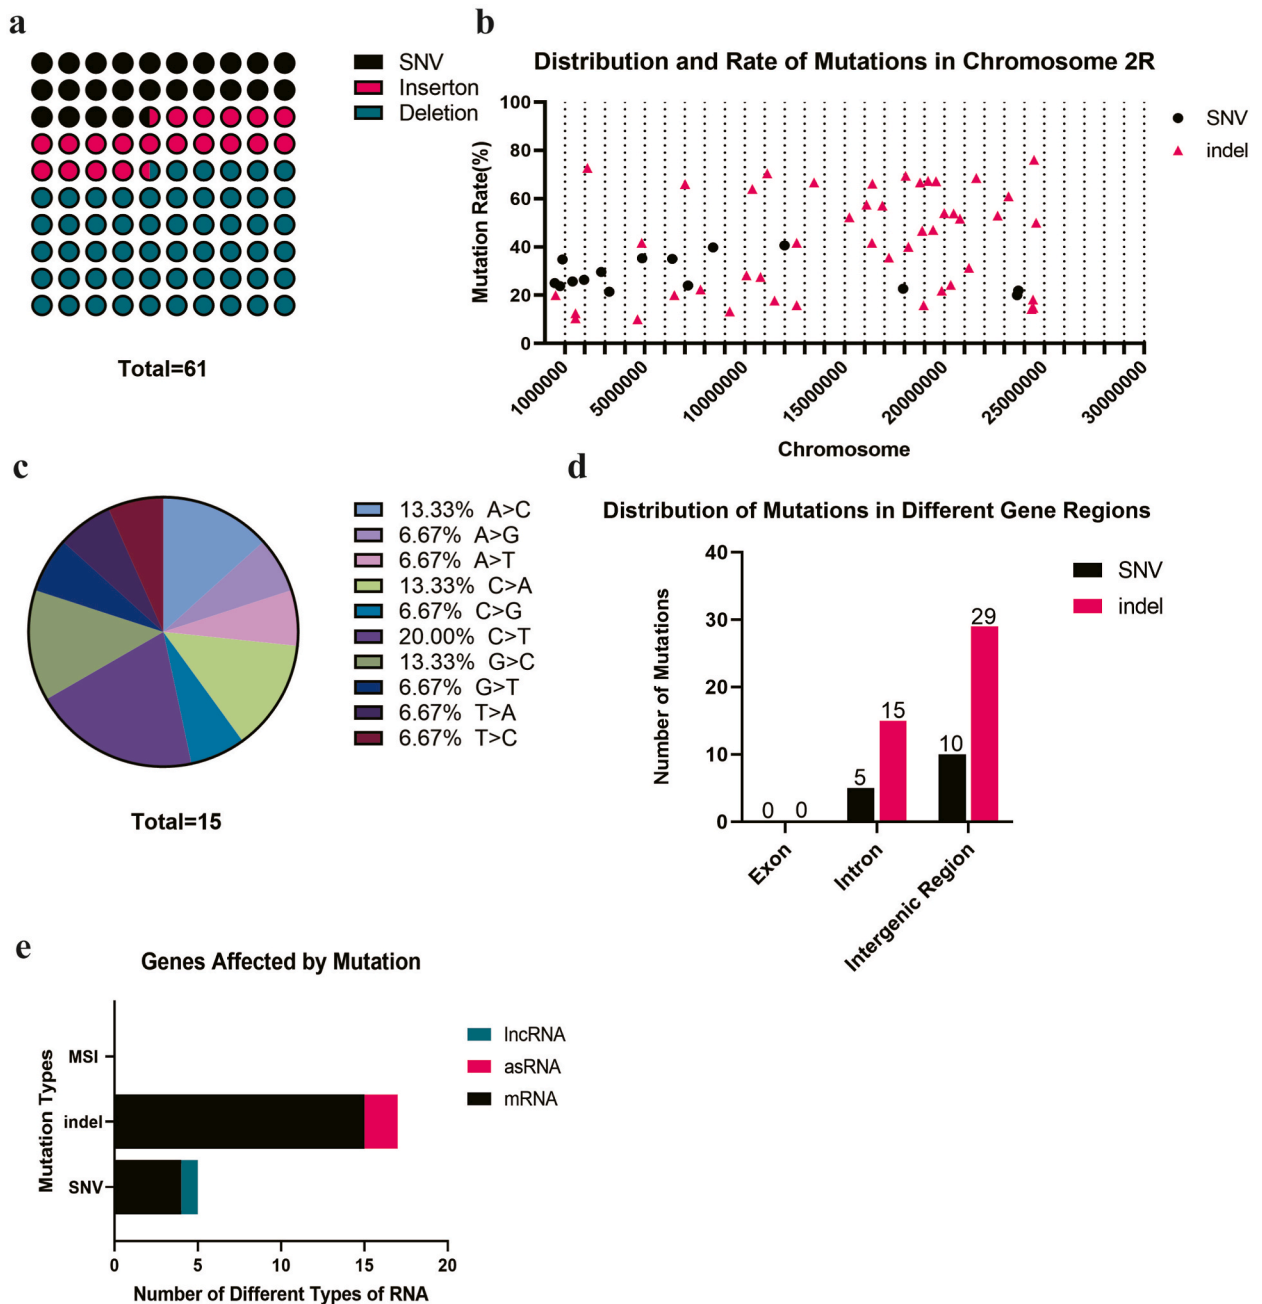 a
SNV
Inserton
Deletion
Total=61
b
Distribution and Rate of Mutations in Chromosome 2R
Mutation Rate(%)
100
80
60
40
20
0
1000000
5000000
10000000
15000000
20000000
25000000
30000000
Chromosome
SNV
indel
c
13.33% A>C
6.67% A>G
6.67% A>T
13.33% C>A
6.67% C>G
20.00% C>T
13.33% G>C
6.67% G>T
6.67% T>A
6.67% T>C
Total=15
d
Distribution of Mutations in Different Gene Regions
Number of Mutations
40
30
20
10
0
0 0
5
15
10
29
Exon
Intron
Intergenic Region
SNV
indel
e
Genes Affected by Mutation
Mutation Types
MSI
indel
SNV
0 5 10 15 20
Number of Different Types of RNA
lncRNA
asRNA
mRNA